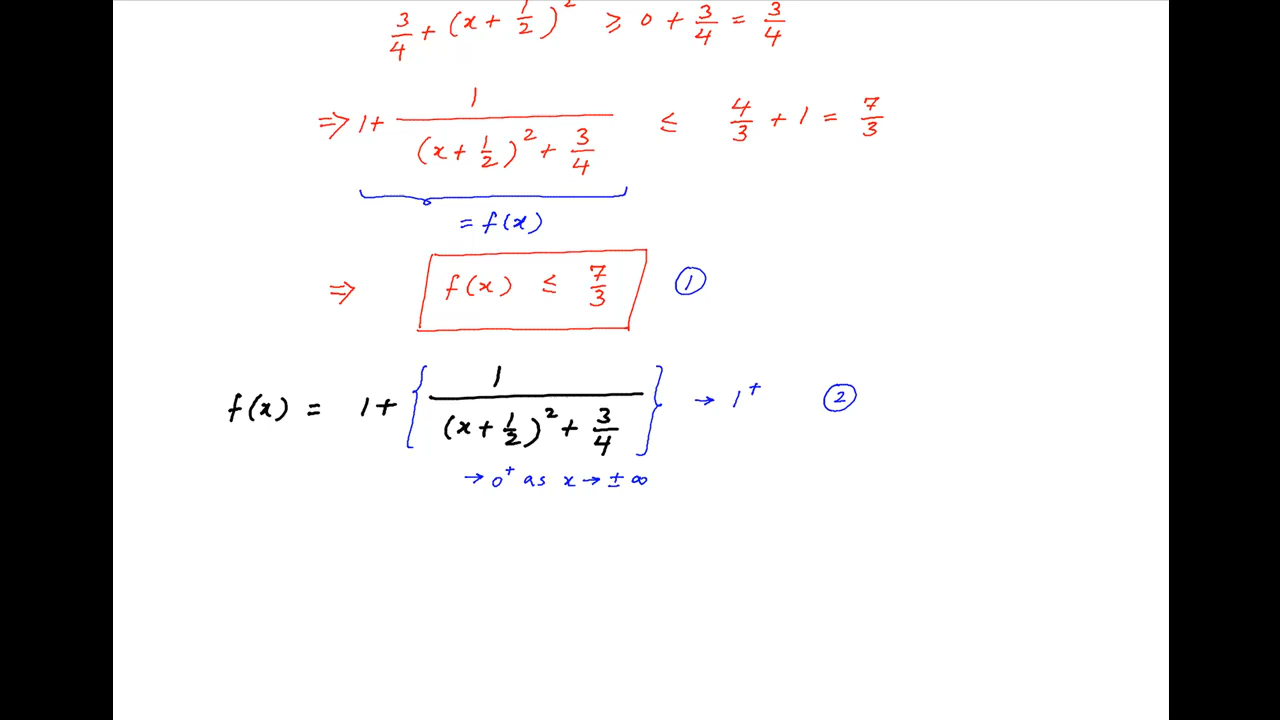 3/4 + (x + 1/2)² ≥ 0 + 3/4 = 3/4
⇒ 1 + 1/((x + 1/2)² + 3/4) ≤ 4/3 + 1 = 7/3
= f(x)
⇒ f(x) ≤ 7/3 ①
f(x) = 1 + { 1/((x + 1/2)² + 3/4) } → 1⁺ ②
→ 0⁺ as x → ± ∞